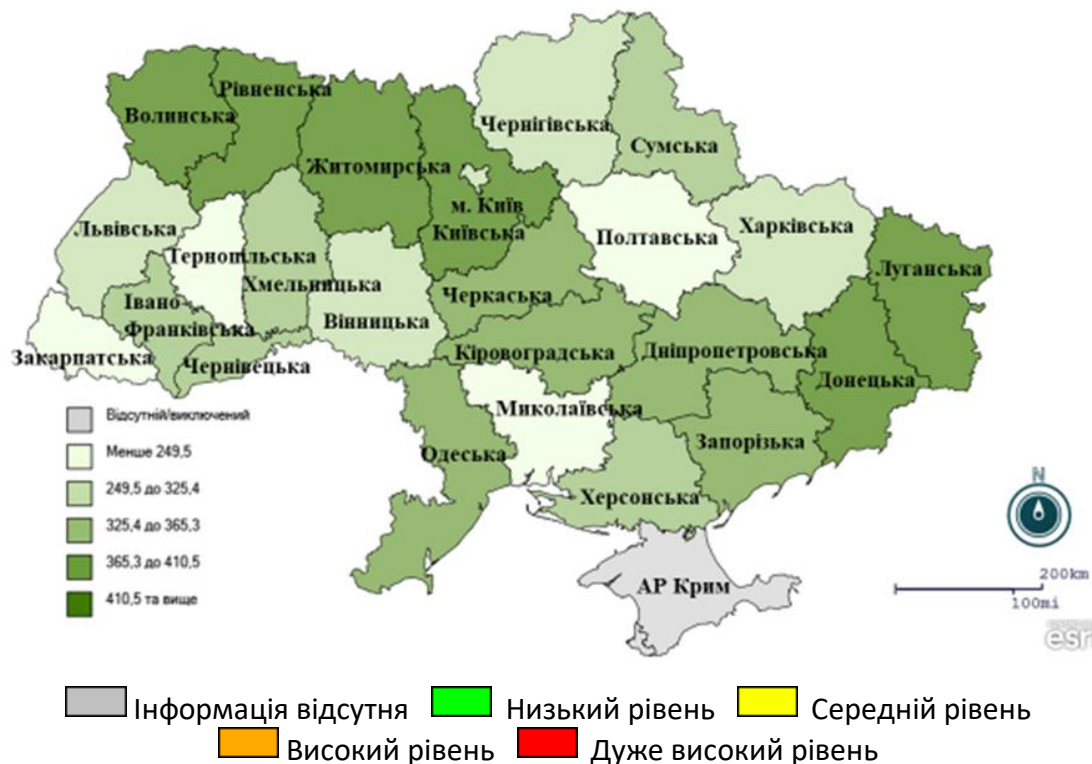 Волинська
Рівненська
Житомирська
Чернігівська
Сумська
м. Київ
Київська
Львівська
Тернопільська
Хмельницька
Полтавська
Харківська
Луганська
Івано-
Франківська
Вінницька
Черкаська
Закарпатська
Чернівецька
Кіровоградська
Дніпропетровська
Донецька
Миколаївська
Запорізька
Одеська
Херсонська
АР Крим
Відсутній/виключений
Менше 249,5
249,5 до 325,4
325,4 до 365,3
365,3 до 410,5
410,5 та вище
N
200km
100mi
esr
Інформація відсутня Низький рівень Середній рівень
Високий рівень Дуже високий рівень